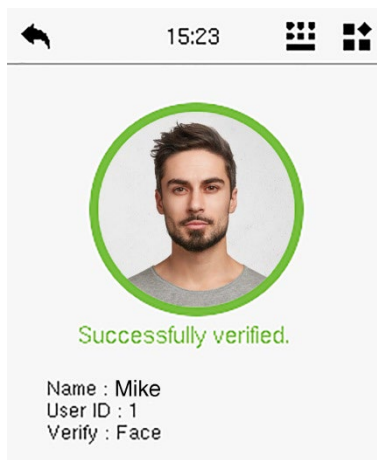 15:23
Successfully verified.
Name : Mike
User ID : 1
Verify : Face